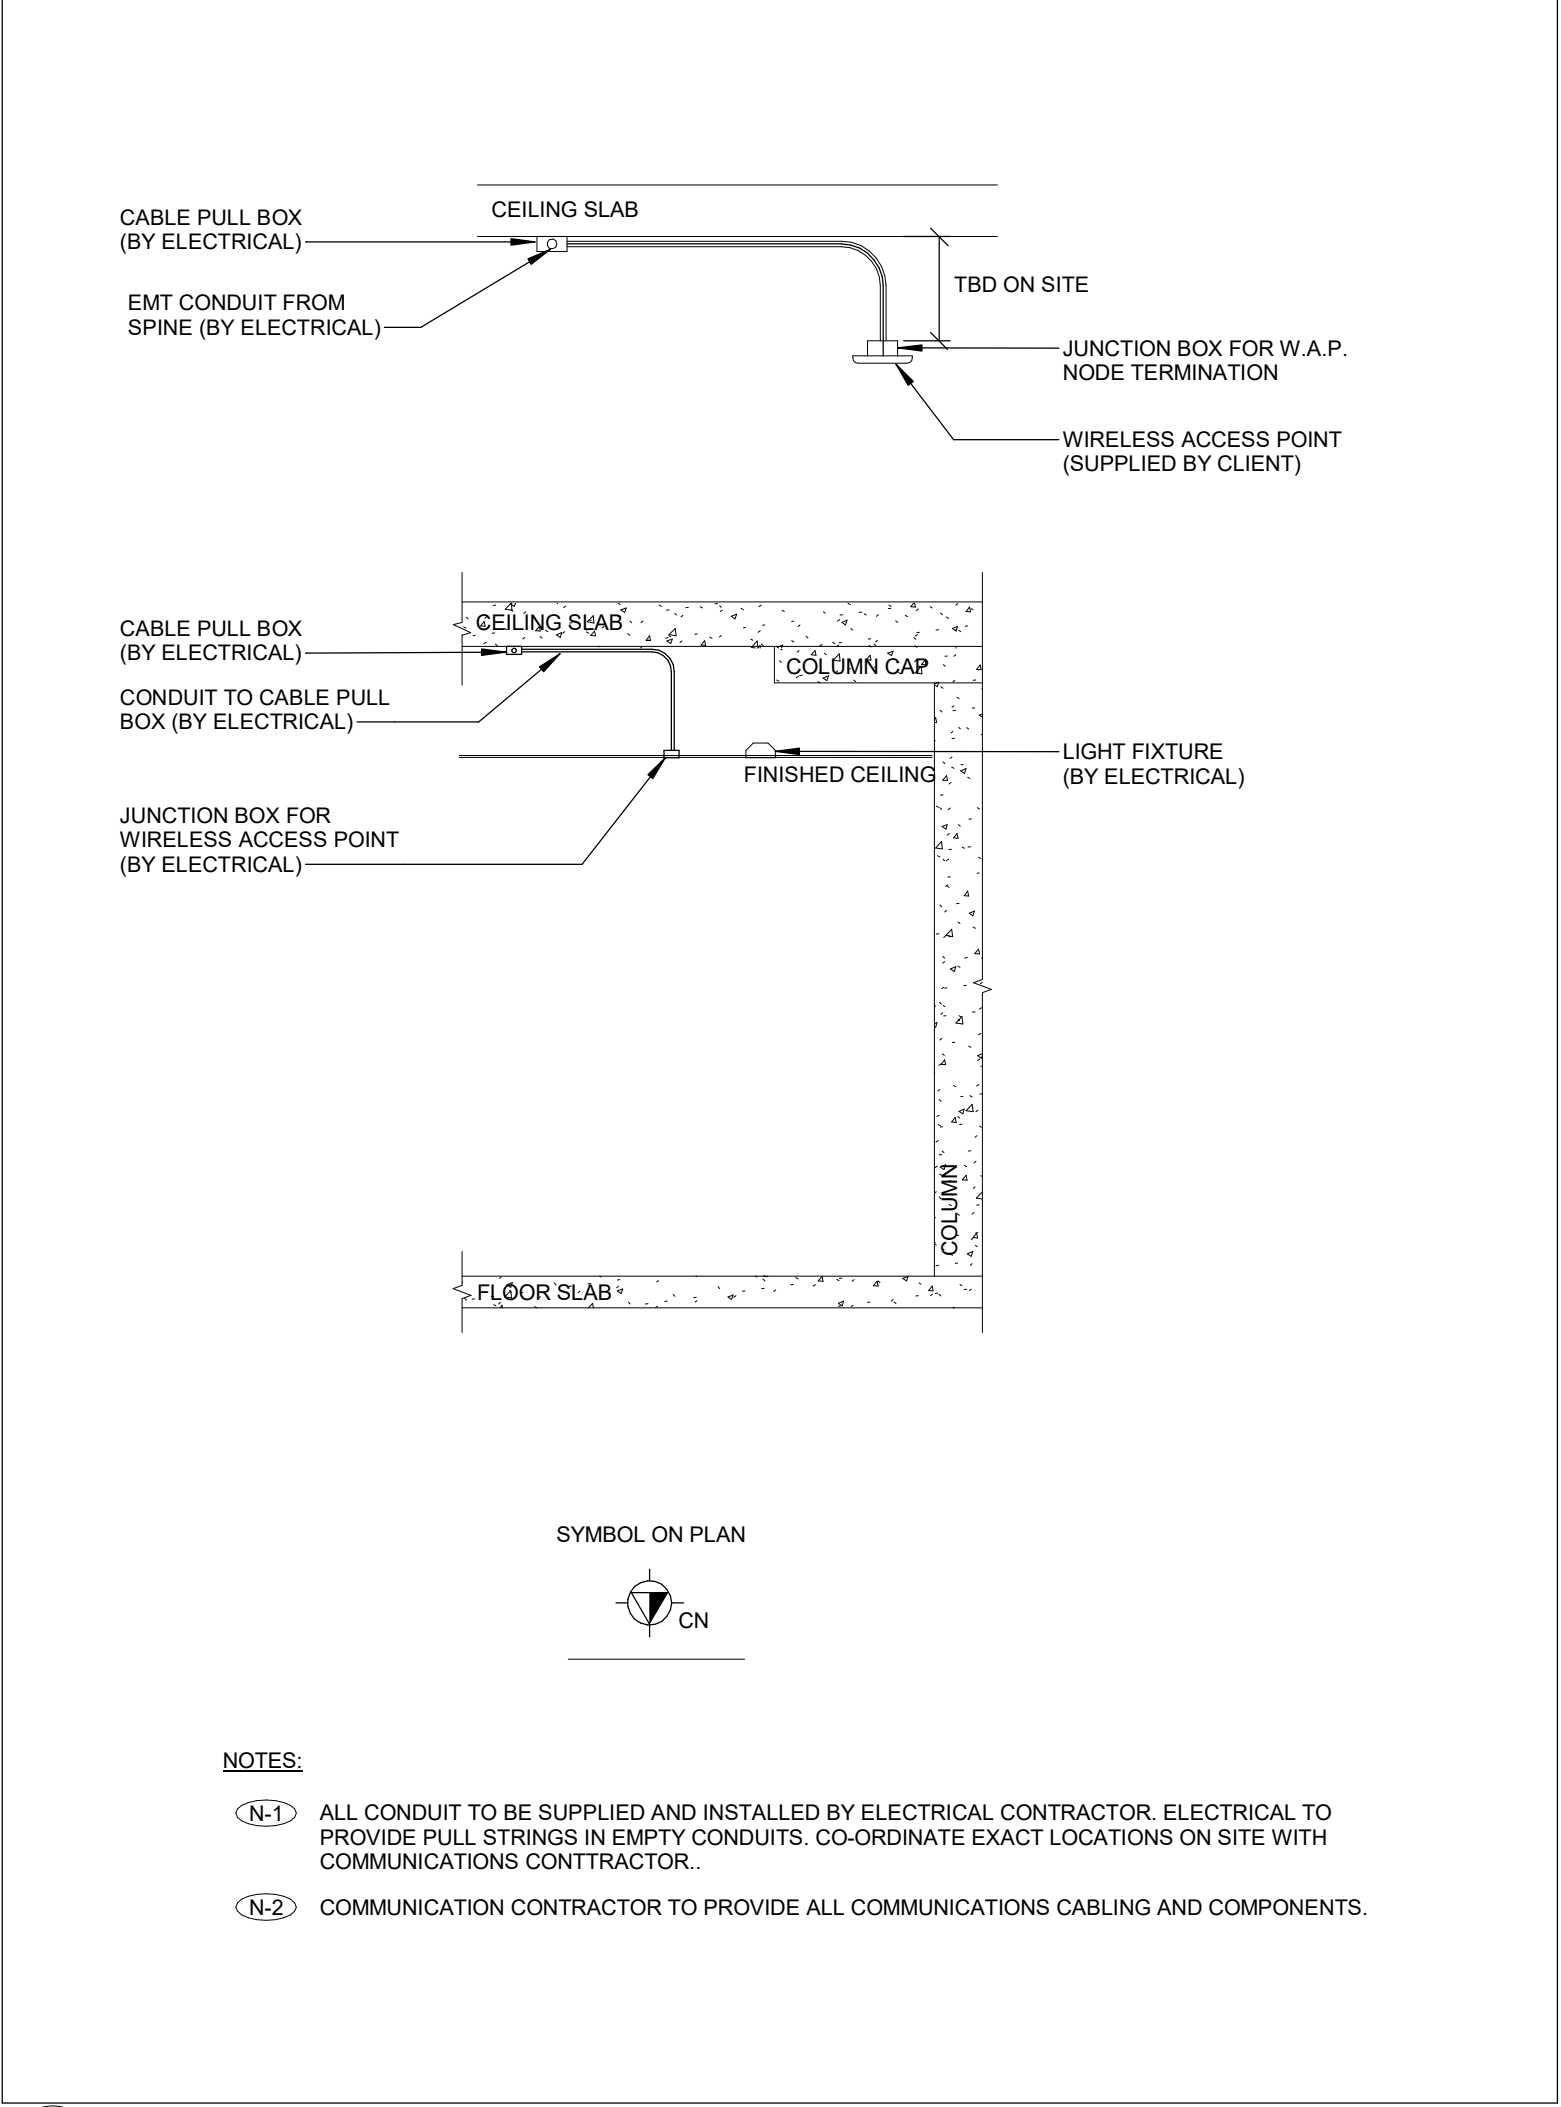 CEILING SLAB
CABLE PULL BOX
(BY ELECTRICAL)
EMT CONDUIT FROM
SPINE (BY ELECTRICAL)
TBD ON SITE
JUNCTION BOX FOR W.A.P.
NODE TERMINATION
WIRELESS ACCESS POINT
(SUPPLIED BY CLIENT)
CEILING SLAB
CABLE PULL BOX
(BY ELECTRICAL)
COLUMN CAP
CONDUIT TO CABLE PULL
BOX (BY ELECTRICAL)
LIGHT FIXTURE
(BY ELECTRICAL)
FINISHED CEILING
JUNCTION BOX FOR
WIRELESS ACCESS POINT
(BY ELECTRICAL)
COLUMN
FLOOR SLAB
SYMBOL ON PLAN
CN
NOTES:
N-1 ALL CONDUIT TO BE SUPPLIED AND INSTALLED BY ELECTRICAL CONTRACTOR. ELECTRICAL TO
PROVIDE PULL STRINGS IN EMPTY CONDUITS. CO-ORDINATE EXACT LOCATIONS ON SITE WITH
COMMUNICATIONS CONTTRACTOR..
N-2 COMMUNICATION CONTRACTOR TO PROVIDE ALL COMMUNICATIONS CABLING AND COMPONENTS.